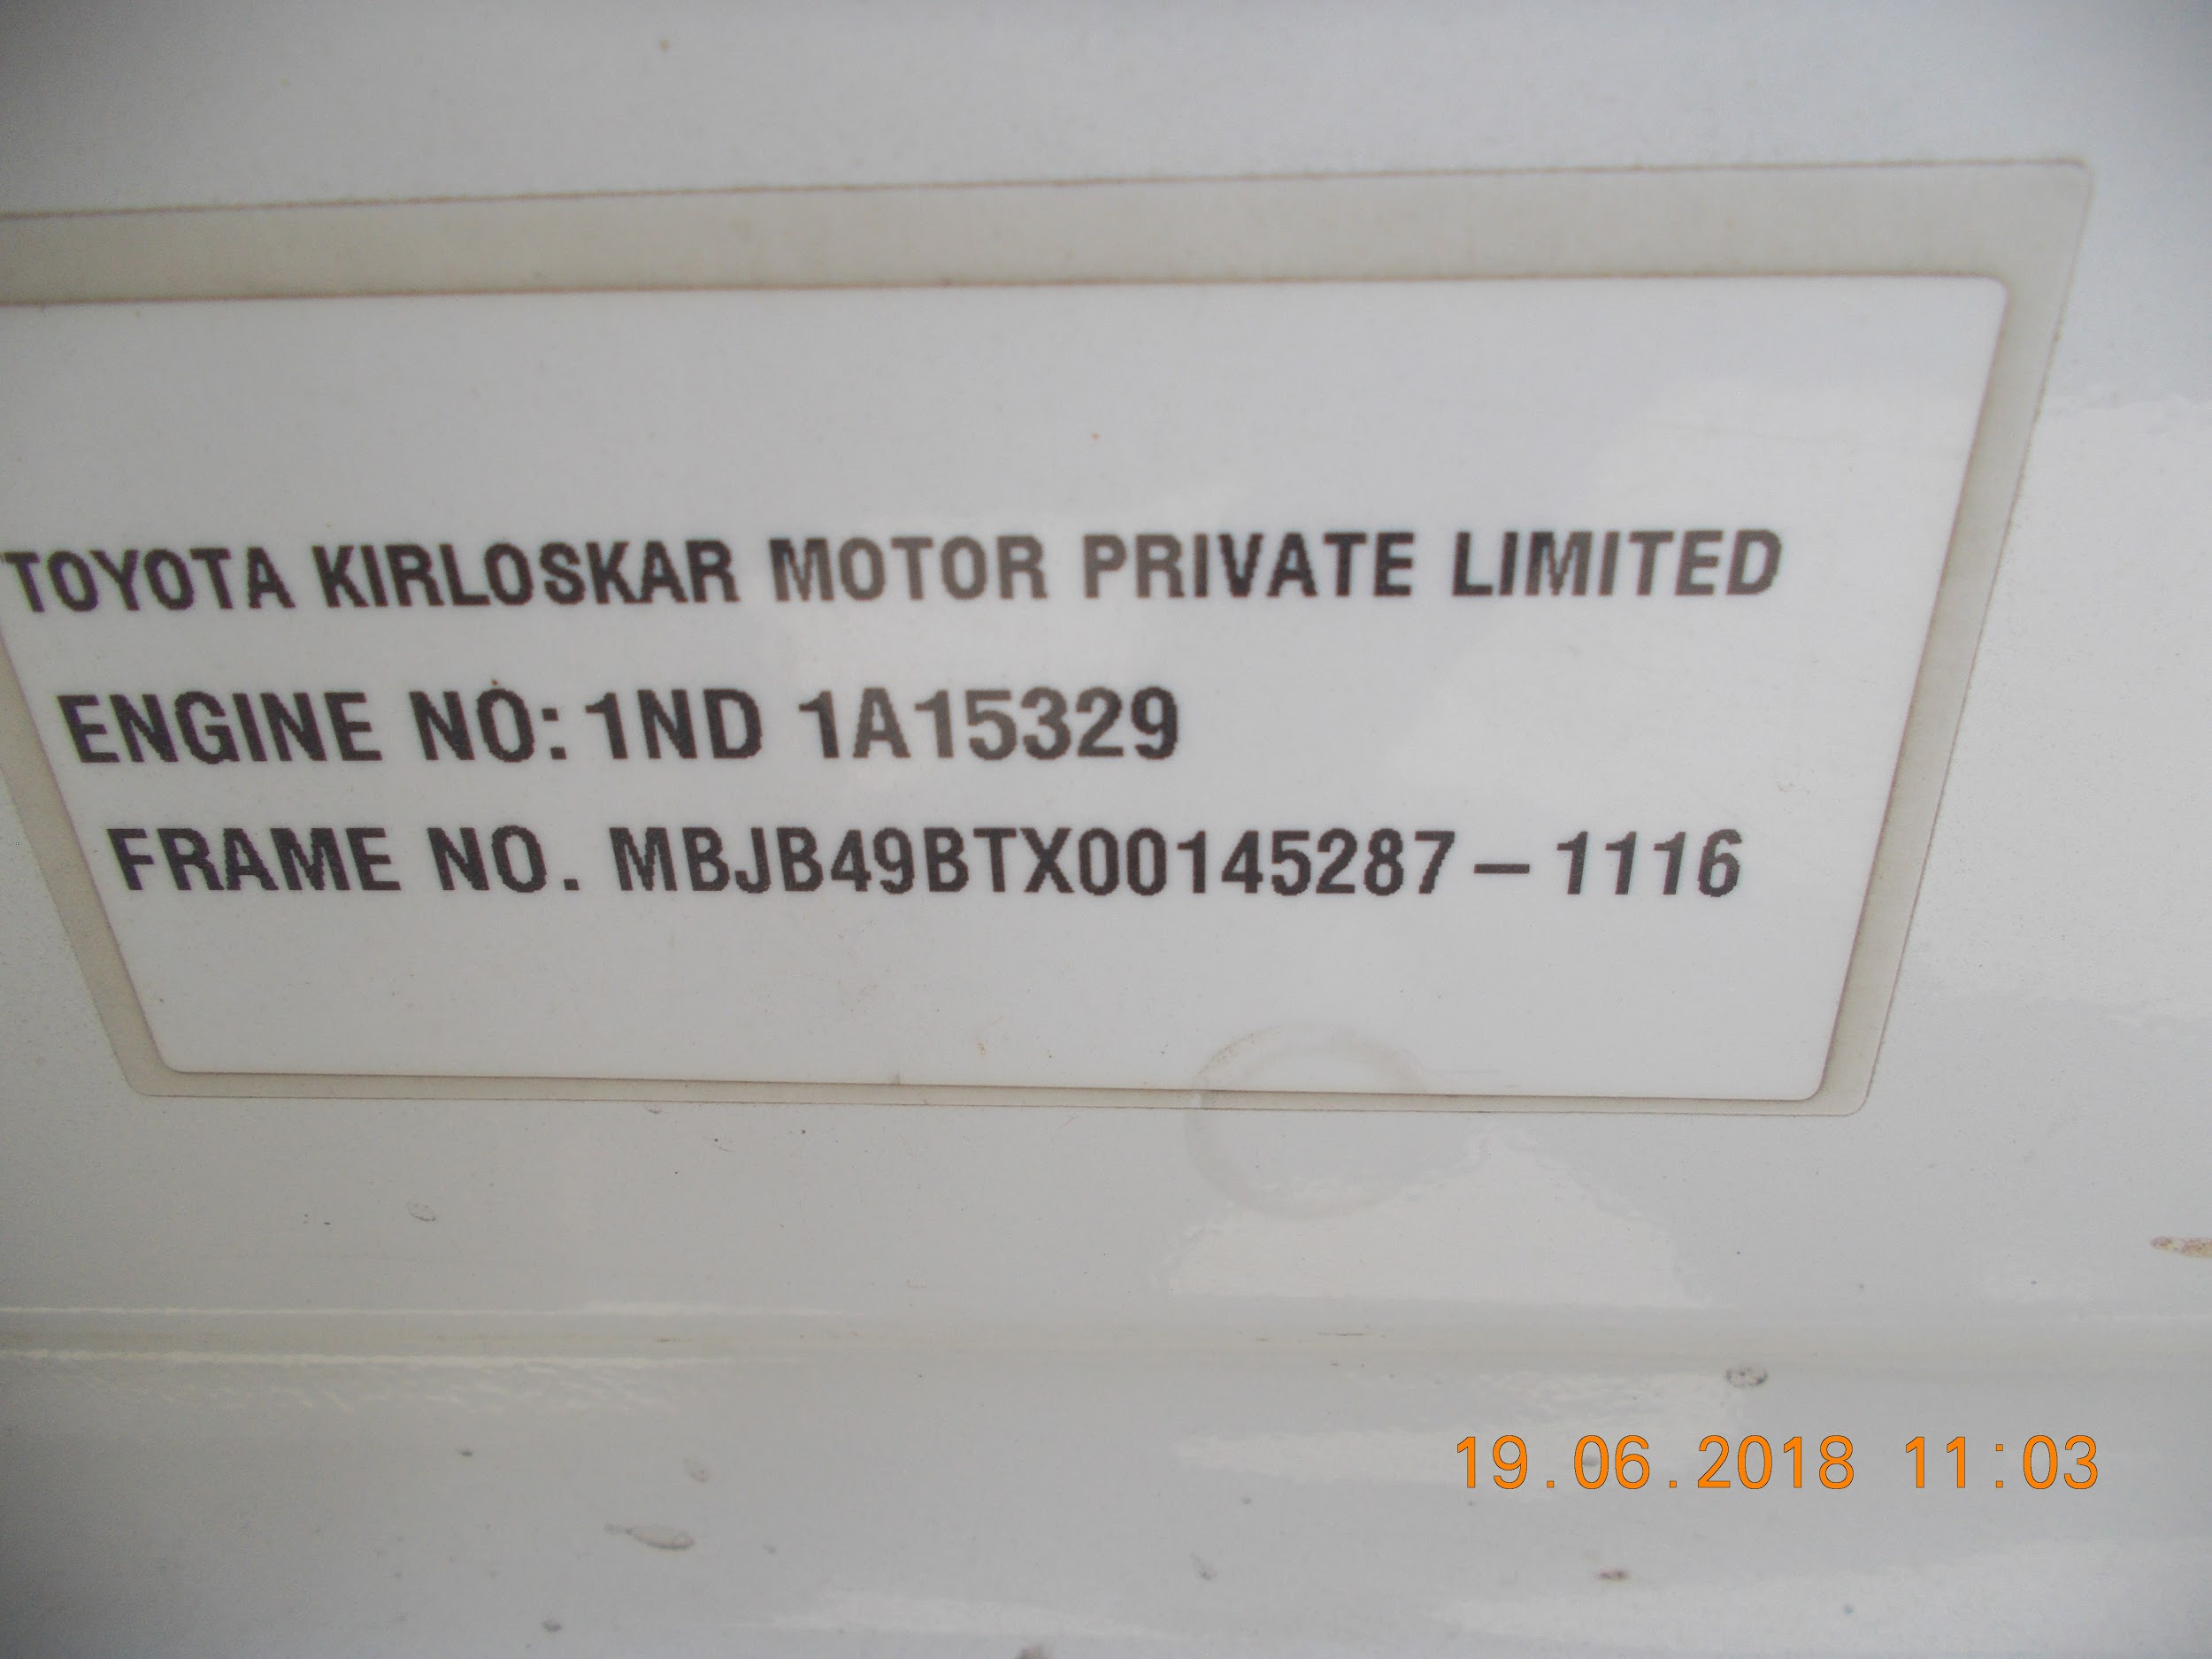 TOYOTA KIRLOSKAR MOTOR PRIVATE LIMITED
ENGINE NO: 1ND 1A15329
FRAME NO. MBJB49BTX00145287-1116
19.06.2018 11:03